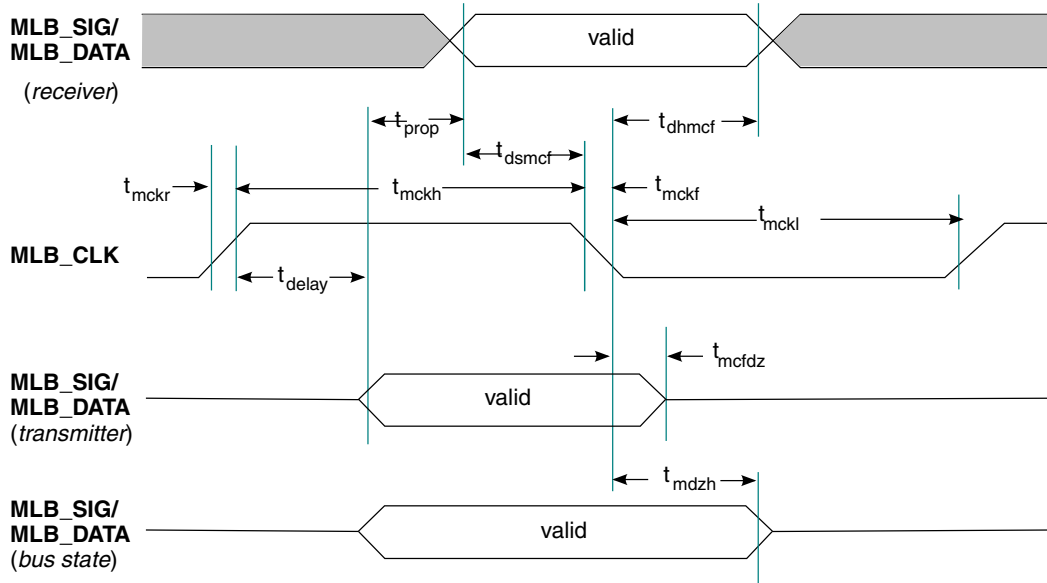 MLB_SIG/
MLB_DATA
(receiver)
valid
tprop
tdhmcf
tdsmcf
tmckr
tmckh
tmckf
tmckl
MLB_CLK
tdelay
tmcfdz
MLB_SIG/
MLB_DATA
(transmitter)
valid
tmdzh
MLB_SIG/
MLB_DATA
(bus state)
valid